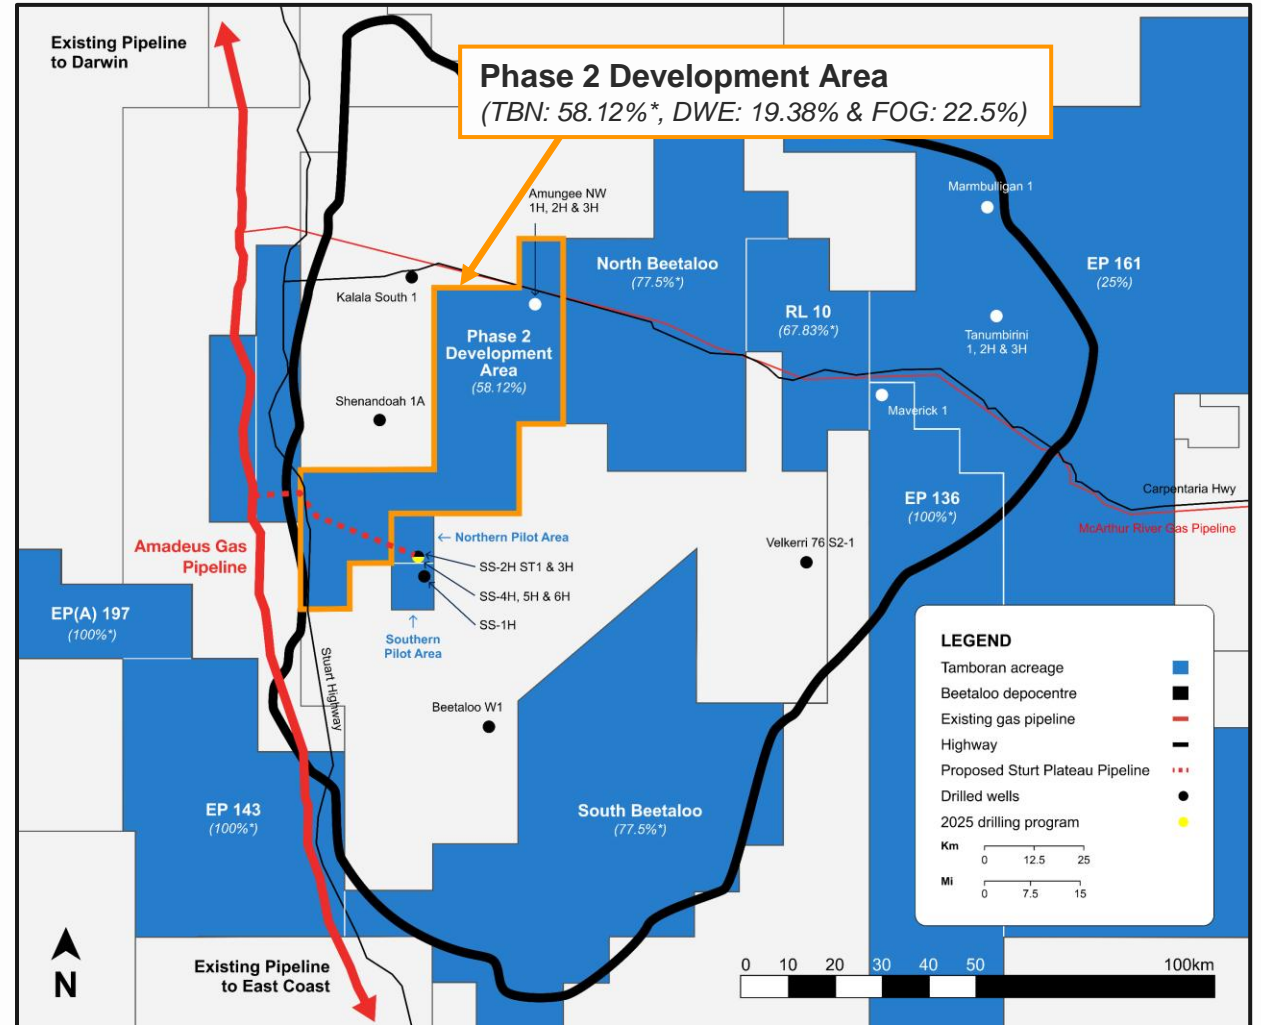 Existing Pipeline
to Darwin
Phase 2 Development Area
(TBN: 58.12%*, DWE: 19.38% & FOG: 22.5%)
Marmbulligan 1
Amungee NW
1H, 2H & 3H
North Beetaloo
(77.5%*)
EP 161
(25%)
Kalala South 1
RL 10
(67.83%*)
Tanumbirini
1, 2H & 3H
Phase 2
Development
Area
(58.12%)
Shenandoah 1A
Maverick 1
Carpentaria Hwy
EP 136
(100%*)
McArthur River Gas Pipeline
Amadeus Gas
Pipeline
← Northern Pilot Area
Velkerri 76 S2-1
SS-2H ST1 & 3H
SS-4H, 5H & 6H
SS-1H
EP(A) 197
(100%*)
↑
Southern
Pilot Area
Stuart Highway
Beetaloo W1
EP 143
(100%*)
South Beetaloo
(77.5%*)
LEGEND
Tamboran acreage
Beetaloo depocentre
Existing gas pipeline
Highway
Proposed Sturt Plateau Pipeline
Drilled wells
2025 drilling program
Km
0 12.5 25
Mi
0 7.5 15
N
Existing Pipeline
to East Coast
0 10 20 30 40 50 100km